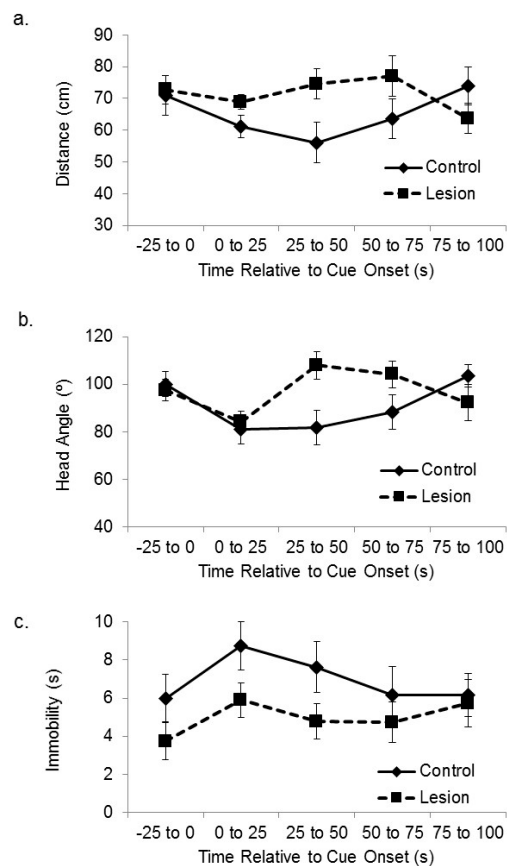 a.
90
80
70
60
50
40
30
Distance (cm)
Control
Lesion
-25 to 0 0 to 25 25 to 50 50 to 75 75 to 100
Time Relative to Cue Onset (s)
b.
120
100
80
60
40
Head Angle (º)
Control
Lesion
-25 to 0 0 to 25 25 to 50 50 to 75 75 to 100
Time Relative to Cue Onset (s)
c.
10
8
6
4
2
0
Immobility (s)
Control
Lesion
-25 to 0 0 to 25 25 to 50 50 to 75 75 to 100
Time Relative to Cue Onset (s)